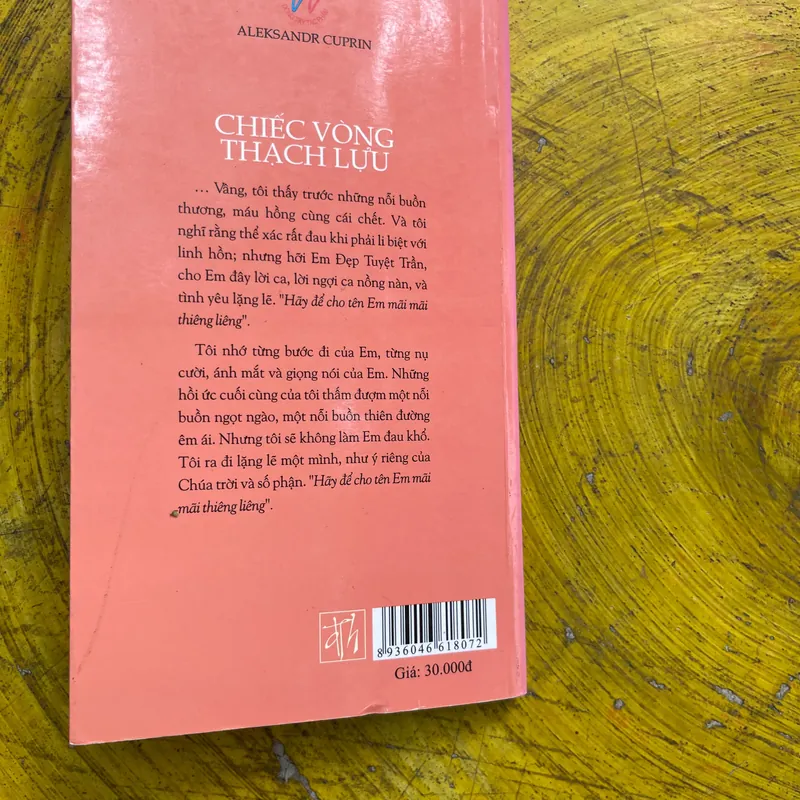 ALEKSANDR CUPRIN
CHIẾC VÒNG
THẠCH LỰU
... Vâng, tôi thấy trước những nỗi buồn
thương, máu hồng cùng cái chết. Và tôi
nghĩ rằng thể xác rất đau khi phải li biệt với
linh hồn; nhưng hỡi Em Đẹp Tuyệt Trần,
cho Em đây lời ca, lời ngợi ca nồng nàn, và
tình yêu lặng lẽ. "Hãy để cho tên Em mãi mãi
thiêng liêng".
Tôi nhớ từng bước đi của Em, từng nụ
cười, ánh mắt và giọng nói của Em. Những
hồi ức cuối cùng của tôi thấm đượm một nỗi
buồn ngọt ngào, một nỗi buồn thiên đường
êm ái. Nhưng tôi sẽ không làm Em đau khổ.
Tôi ra đi lặng lẽ một mình, như ý riêng của
Chúa trời và số phận. "Hãy để cho tên Em mãi
mãi thiêng liêng".
8936046618072
Giá: 30.000đ